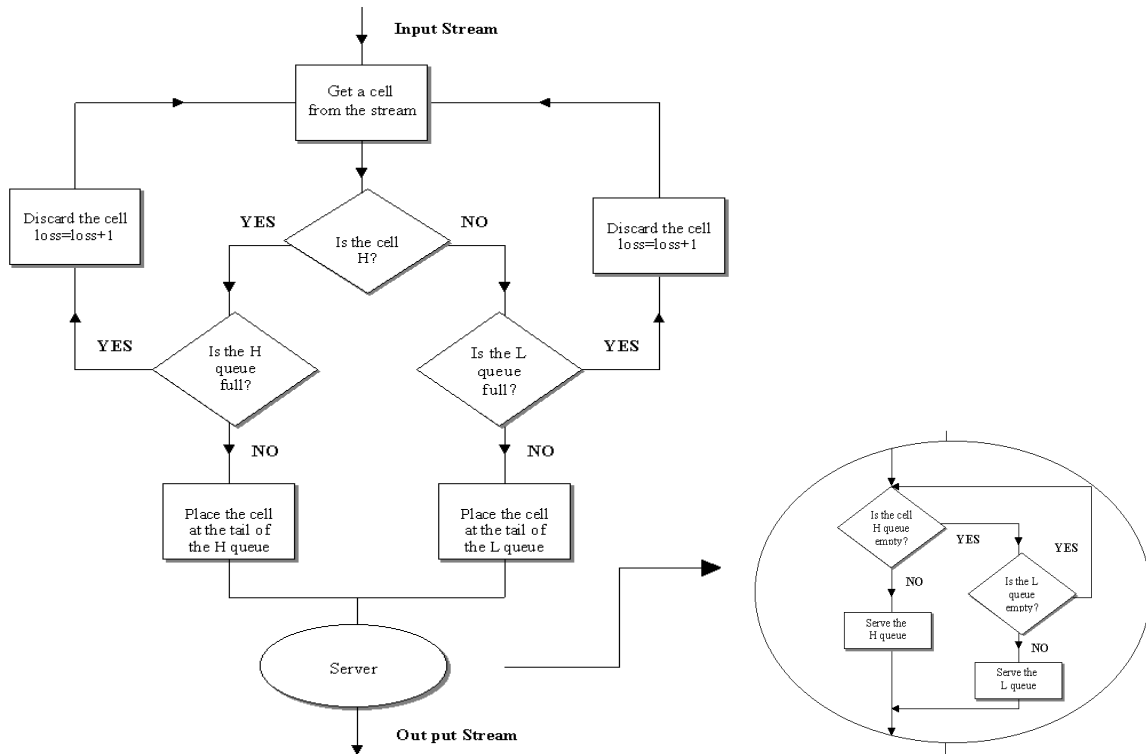 Input Stream
Get a cell
from the stream
Discard the cell
loss=loss+1
YES
NO
Is the cell
H?
Discard the cell
loss=loss+1
YES
Is the H
queue
full?
Is the L
queue
full?
YES
NO
NO
Place the cell
at the tail of
the H queue
Place the cell
at the tail of
the L queue
Server
Out put Stream
Is the cell
H queue
empty?
YES
YES
NO
Is the L
queue
empty?
Serve the
H queue
NO
Serve the
L queue